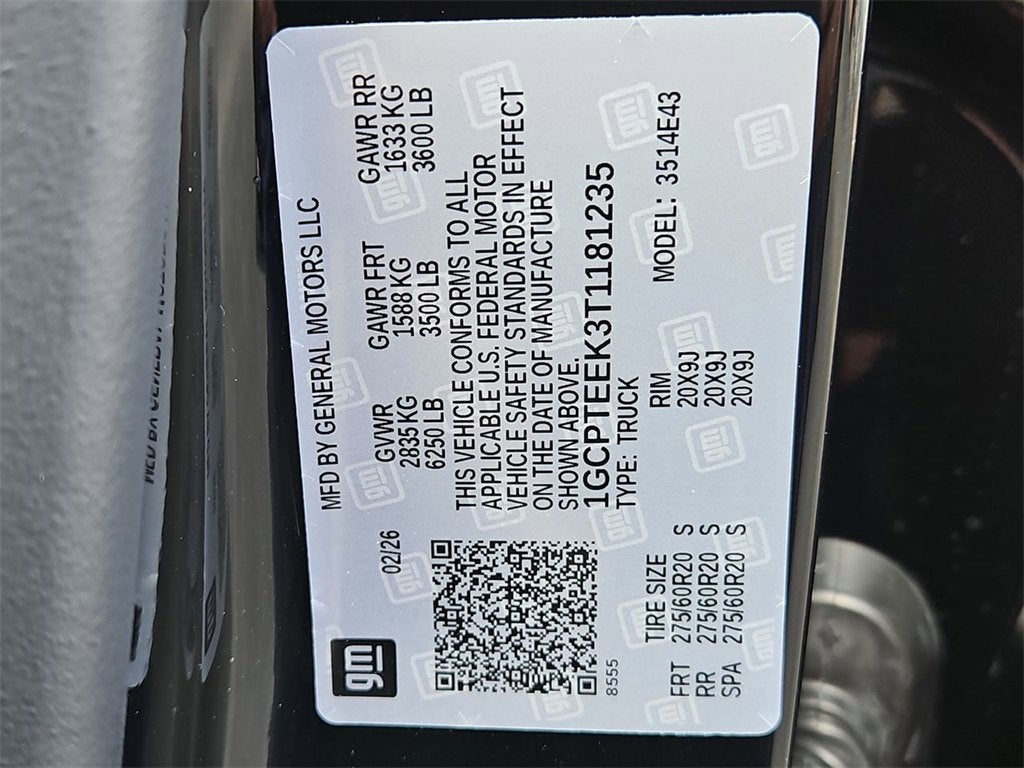 gm
02/26
MFD BY GENERAL MOTORS LLC
GVWR GAWR FRT GAWR RR
2835 KG 1588 KG 1633 KG
6250 LB 3500 LB 3600 LB
THIS VEHICLE CONFORMS TO ALL
APPLICABLE U.S. FEDERAL MOTOR
VEHICLE SAFETY STANDARDS IN EFFECT
ON THE DATE OF MANUFACTURE
SHOWN ABOVE.
1GCPTEEK3T1181235
8555
TYPE: TRUCK MODEL: 3514E43
TIRE SIZE RIM
FRT 275/60R20 S 20X9J
RR 275/60R20 S 20X9J
SPA 275/60R20 S 20X9J